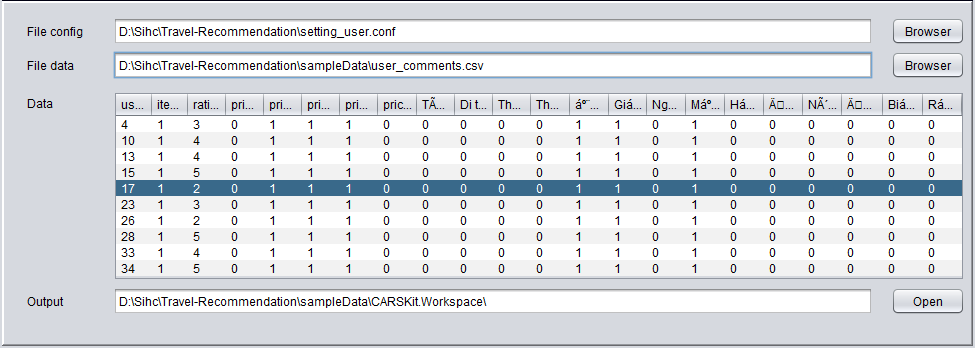 File config D:\Sihc\Travel-Recommendation\setting_user.conf Browser
File data D:\Sihc\Travel-Recommendation\sampleData\user_comments.csv Browser
Data us... ite... rati... pri... pri... pri... pri... pric... TÃ... Di t... Th... Th... áº¨... Giá... Ng... Máº... Há... Ä... NÃ´... Ä... Biá... Rá...
4 1 3 0 1 1 1 0 0 0 0 0 1 1 0 1 0 0 0 0 0 0
10 1 4 0 1 1 1 0 0 0 0 0 1 1 0 1 0 0 0 0 0 0
13 1 4 0 1 1 1 0 0 0 0 0 1 1 0 1 0 0 0 0 0 0
15 1 5 0 1 1 1 0 0 0 0 0 1 1 0 1 0 0 0 0 0 0
17 1 2 0 1 1 1 0 0 0 0 0 1 1 0 1 0 0 0 0 0 0
23 1 3 0 1 1 1 0 0 0 0 0 1 1 0 1 0 0 0 0 0 0
26 1 2 0 1 1 1 0 0 0 0 0 1 1 0 1 0 0 0 0 0 0
28 1 5 0 1 1 1 0 0 0 0 0 1 1 0 1 0 0 0 0 0 0
33 1 4 0 1 1 1 0 0 0 0 0 1 1 0 1 0 0 0 0 0 0
34 1 5 0 1 1 1 0 0 0 0 0 1 1 0 1 0 0 0 0 0 0
Output D:\Sihc\Travel-Recommendation\sampleData\CARSKit.Workspace\ Open